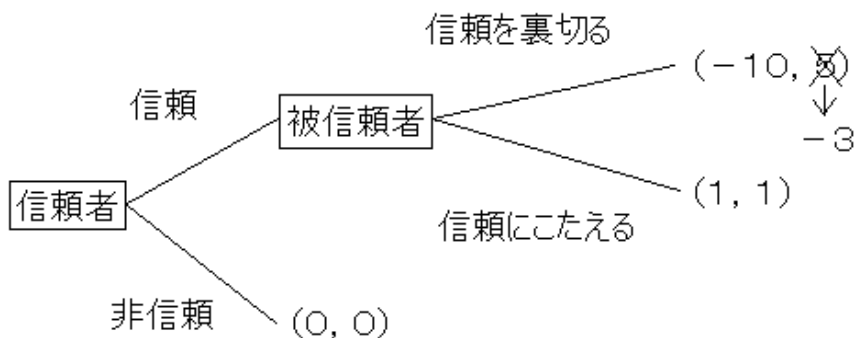 信頼を裏切る
(－10, 5)
↓
－3
信頼
被信頼者
信頼者
(1, 1)
信頼にこたえる
非信頼
(0, 0)